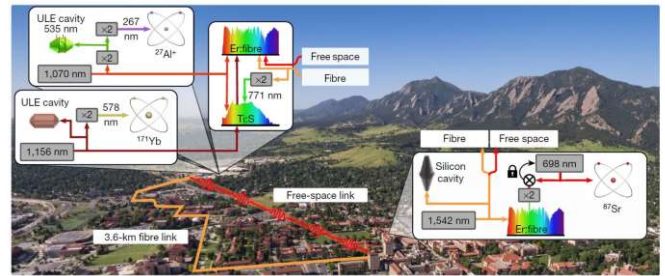 ULE cavity
535 nm
×2
267
nm
27Al+
×2
1,070 nm
ULE cavity
×2
578
nm
171Yb
1,156 nm
Er:fibre
×2
771 nm
Ti:S
Free space
Fibre
Free-space link
3.6-km fibre link
Fibre
Free space
Silicon
cavity
698 nm
×2
87Sr
1,542 nm
Er:fibre